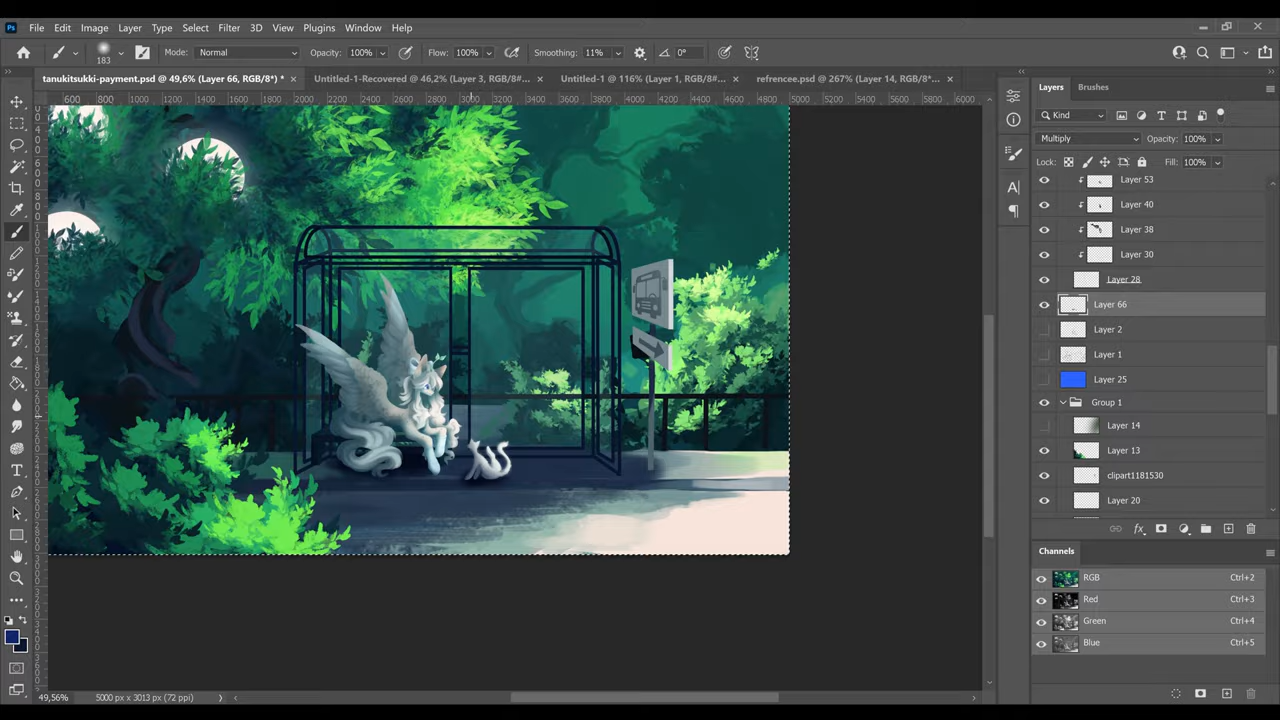 Ps File Edit Image Layer Type Select Filter 3D View Plugins Window Help
183 Mode: Normal Opacity: 100% Flow: 100% Smoothing: 11% 0°
tanukitsukki-payment.psd @ 49,6% (Layer 66, RGB/8*) * × Untitled-1-Recovered @ 46,2% (Layer 3, RGB/8#... × Untitled-1 @ 116% (Layer 1, RGB/8#... × refrencee.psd @ 267% (Layer 14, RGB/8*... ×
600 800 1000 1200 1400 1600 1800 2000 2200 2400 2600 2800 3000 3200 3400 3600 3800 4000 4200 4400 4600 4800 5000 5200 5400 5600 5800 6000
Layers Brushes
Kind
Multiply Opacity: 100%
Lock: Fill: 100%
Layer 53
Layer 40
Layer 38
Layer 30
Layer 28
Layer 66
Layer 2
Layer 1
Layer 25
Group 1
Layer 14
Layer 13
clipart1181530
Layer 20
fx
Channels
RGB Ctrl+2
Red Ctrl+3
Green Ctrl+4
Blue Ctrl+5
49,56% 5000 px x 3013 px (72 ppi)